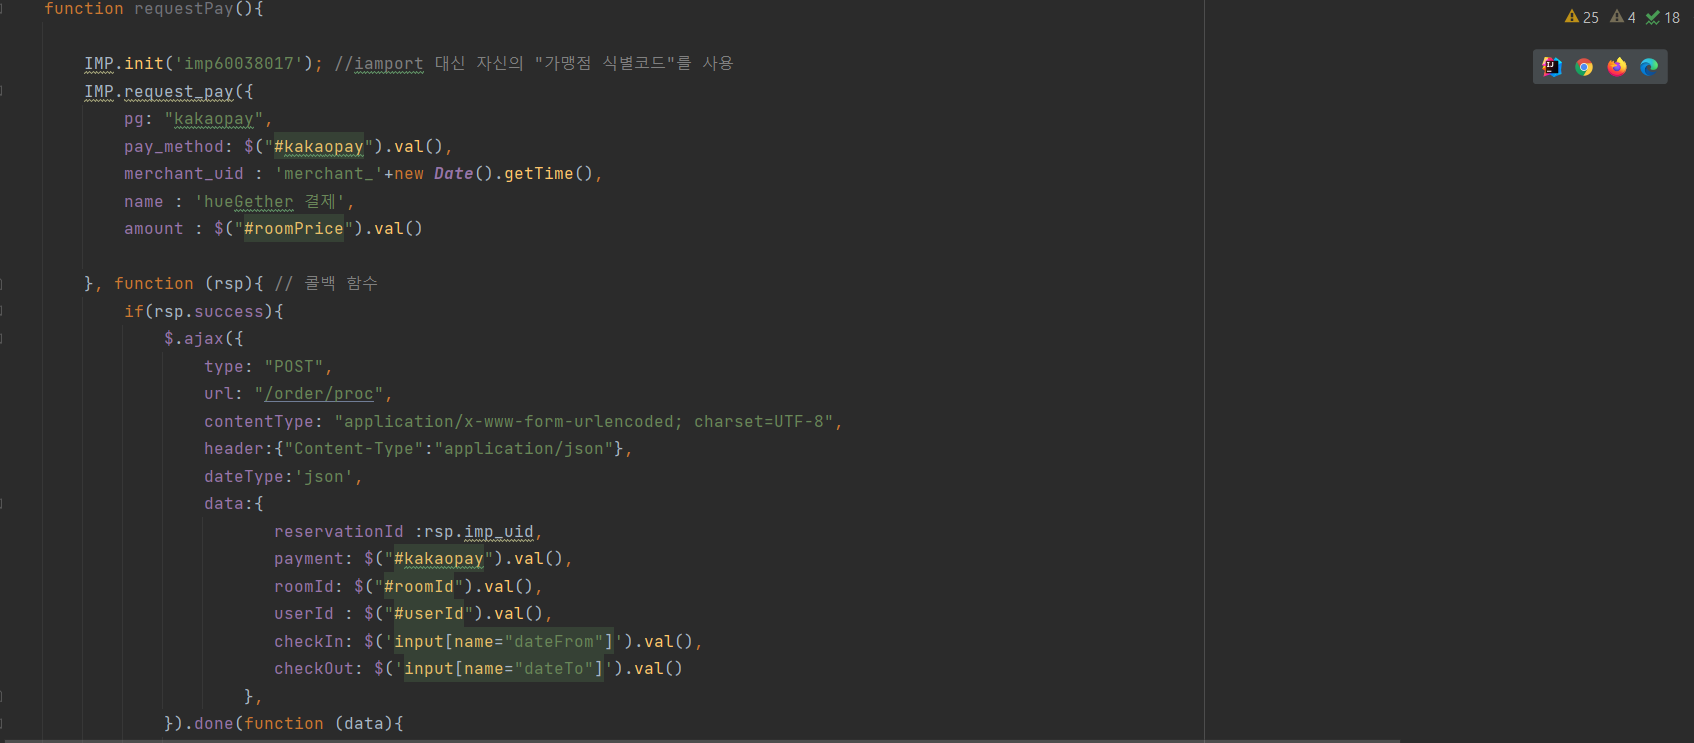 function requestPay(){
25 4 18
IMP.init('imp60038017'); //iamport 대신 자신의 "가맹점 식별코드"를 사용
IMP.request_pay({
pg: "kakaopay",
pay_method: $("#kakaopay").val(),
merchant_uid : 'merchant_'+new Date().getTime(),
name : 'hueGether 결제',
amount : $("#roomPrice").val()
}, function (rsp){ // 콜백 함수
if(rsp.success){
$.ajax({
type: "POST",
url: "/order/proc",
contentType: "application/x-www-form-urlencoded; charset=UTF-8",
header:{"Content-Type":"application/json"},
dateType:'json',
data:{
reservationId :rsp.imp_uid,
payment: $("#kakaopay").val(),
roomId: $("#roomId").val(),
userId : $("#userId").val(),
checkIn: $('input[name="dateFrom"]').val(),
checkOut: $('input[name="dateTo"]').val()
},
}).done(function (data){